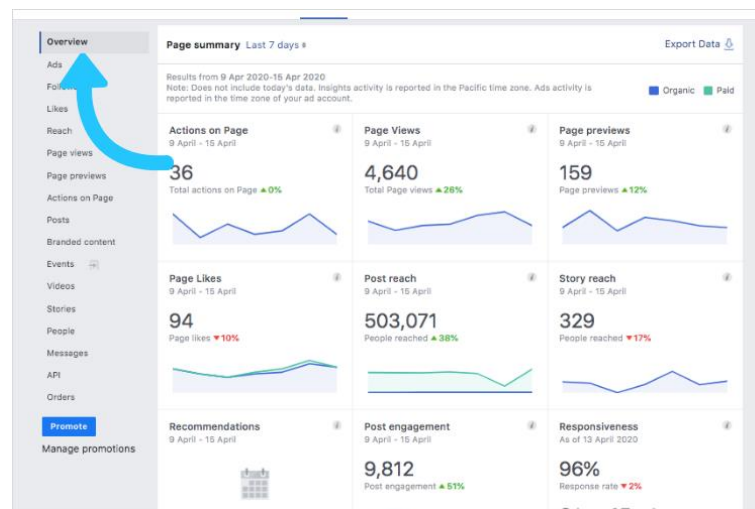 Overview
Ads
Likes
Reach
Page views
Page previews
Actions on Page
Posts
Branded content
Events
Videos
Stories
People
Messages
API
Orders
Promote
Manage promotions
Page summary Last 7 days
Export Data
Results from 9 Apr 2020-15 Apr 2020
Note: Does not include today's data. Insights activity is reported in the Pacific time zone. Ads activity is
reported in the time zone of your ad account.
Organic Paid
Actions on Page
9 April - 15 April
36
Total actions on Page ▲0%
Page Views
9 April - 15 April
4,640
Total Page views ▲26%
Page previews
9 April - 15 April
159
Page previews ▲12%
Page Likes
9 April - 15 April
94
Page likes ▼10%
Post reach
9 April - 15 April
503,071
People reached ▲38%
Story reach
9 April - 15 April
329
People reached ▼17%
Recommendations
9 April - 15 April
Post engagement
9 April - 15 April
9,812
Post engagement ▲51%
Responsiveness
As of 13 April 2020
96%
Response rate ▼2%